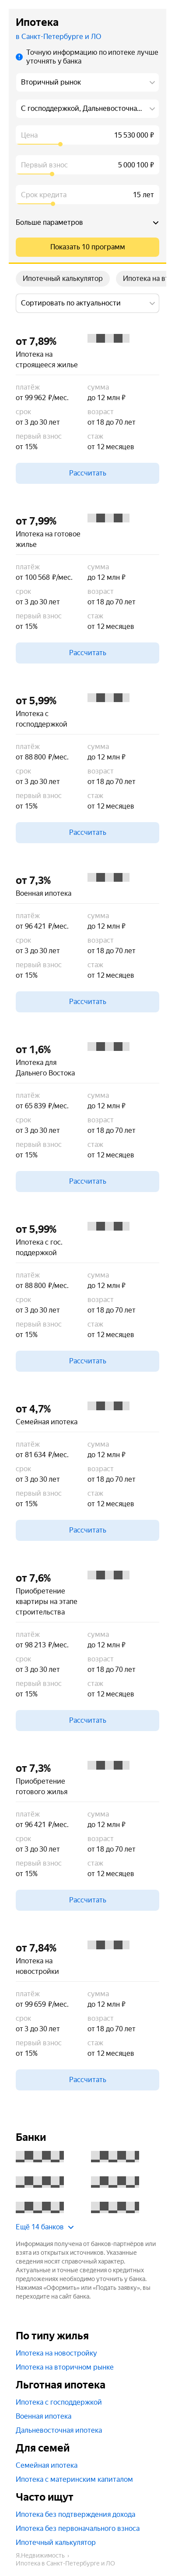 Ипотека
в Санкт-Петербурге и ЛО
Точную информацию по ипотеке лучше
уточнять у банка
Вторичный рынок
С господдержкой, Дальневосточна...
Цена 15 530 000 ₽
Первый взнос 5 000 100 ₽
Срок кредита 15 лет
Больше параметров
Показать 10 программ
Ипотечный калькулятор Ипотека на в
Сортировать по актуальности
от 7,89%
Ипотека на
строящееся жилье
платёж сумма
от 99 962 ₽/мес. до 12 млн ₽
срок возраст
от 3 до 30 лет от 18 до 70 лет
первый взнос стаж
от 15% от 12 месяцев
Рассчитать
от 7,99%
Ипотека на готовое
жилье
платёж сумма
от 100 568 ₽/мес. до 12 млн ₽
срок возраст
от 3 до 30 лет от 18 до 70 лет
первый взнос стаж
от 15% от 12 месяцев
Рассчитать
от 5,99%
Ипотека с
господдержкой
платёж сумма
от 88 800 ₽/мес. до 12 млн ₽
срок возраст
от 3 до 30 лет от 18 до 70 лет
первый взнос стаж
от 15% от 12 месяцев
Рассчитать
от 7,3%
Военная ипотека
платёж сумма
от 96 421 ₽/мес. до 12 млн ₽
срок возраст
от 3 до 30 лет от 18 до 70 лет
первый взнос стаж
от 15% от 12 месяцев
Рассчитать
от 1,6%
Ипотека для
Дальнего Востока
платёж сумма
от 65 839 ₽/мес. до 12 млн ₽
срок возраст
от 3 до 30 лет от 18 до 70 лет
первый взнос стаж
от 15% от 12 месяцев
Рассчитать
от 5,99%
Ипотека с гос.
поддержкой
платёж сумма
от 88 800 ₽/мес. до 12 млн ₽
срок возраст
от 3 до 30 лет от 18 до 70 лет
первый взнос стаж
от 15% от 12 месяцев
Рассчитать
от 4,7%
Семейная ипотека
платёж сумма
от 81 634 ₽/мес. до 12 млн ₽
срок возраст
от 3 до 30 лет от 18 до 70 лет
первый взнос стаж
от 15% от 12 месяцев
Рассчитать
от 7,6%
Приобретение
квартиры на этапе
строительства
платёж сумма
от 98 213 ₽/мес. до 12 млн ₽
срок возраст
от 3 до 30 лет от 18 до 70 лет
первый взнос стаж
от 15% от 12 месяцев
Рассчитать
от 7,3%
Приобретение
готового жилья
платёж сумма
от 96 421 ₽/мес. до 12 млн ₽
срок возраст
от 3 до 30 лет от 18 до 70 лет
первый взнос стаж
от 15% от 12 месяцев
Рассчитать
от 7,84%
Ипотека на
новостройки
платёж сумма
от 99 659 ₽/мес. до 12 млн ₽
срок возраст
от 3 до 30 лет от 18 до 70 лет
первый взнос стаж
от 15% от 12 месяцев
Рассчитать
Банки
Ещё 14 банков
Информация получена от банков-партнёров или
взята из открытых источников. Указанные
сведения носят справочный характер.
Актуальные и точные сведения о кредитных
предложениях необходимо уточнить у банка.
Нажимая «Оформить» или «Подать заявку», вы
переходите на сайт банка.
По типу жилья
Ипотека на новостройку
Ипотека на вторичном рынке
Льготная ипотека
Ипотека с господдержкой
Военная ипотека
Дальневосточная ипотека
Для семей
Семейная ипотека
Ипотека с материнским капиталом
Часто ищут
Ипотека без подтверждения дохода
Ипотека без первоначального взноса
Ипотечный калькулятор
Я.Недвижимость
Ипотека в Санкт-Петербурге и ЛО